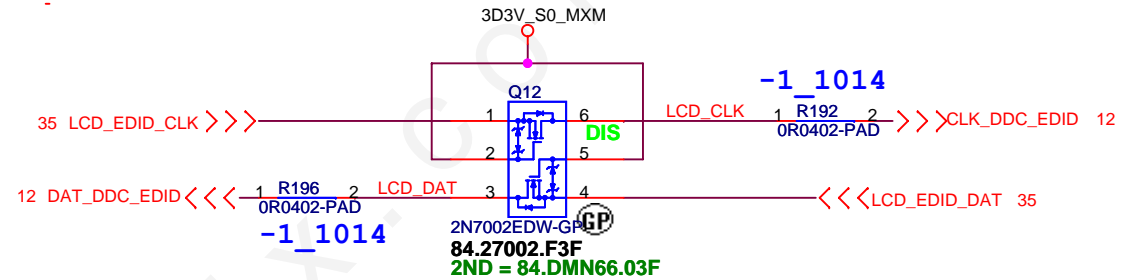 3D3V_S0_MXM
-1_1014
Q12
35 LCD_EDID_CLK 1 6 LCD_CLK 1 R192 2 CLK_DDC_EDID 12
DIS 0R0402-PAD
2 5
12 DAT_DDC_EDID 1 R196 2 LCD_DAT 3 4 LCD_EDID_DAT 35
0R0402-PAD
-1_1014
2N7002EDW-GP
GP
84.27002.F3F
2ND = 84.DMN66.03F